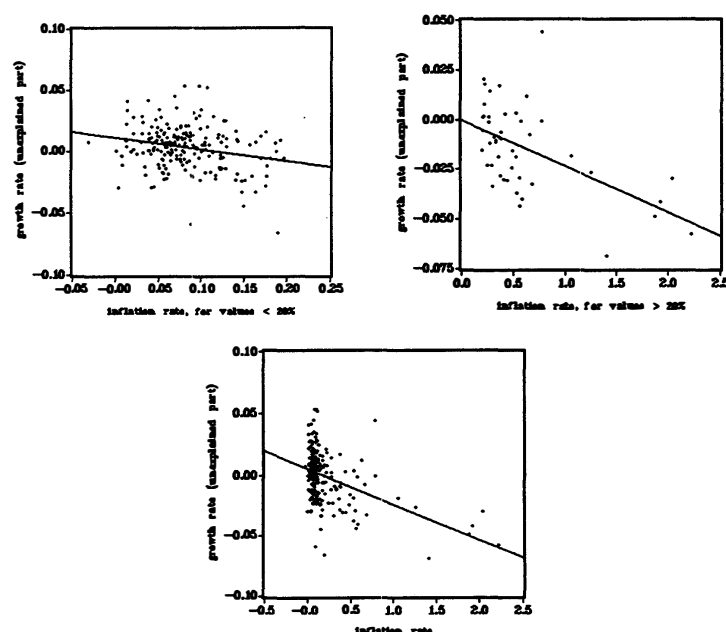 0.10
0.05
0.00
-0.05
-0.10
growth rate (unexplained part)
-0.05 -0.00 0.05 0.10 0.15 0.20 0.25
inflation rate, for values < 20%
0.050
0.025
0.000
-0.025
-0.050
-0.075
growth rate (unexplained part)
0.0 0.5 1.0 1.5 2.0 2.5
inflation rate, for values > 20%
0.10
0.05
0.00
-0.05
-0.10
growth rate (unexplained part)
-0.5 -0.0 0.5 1.0 1.5 2.0 2.5
inflation rate